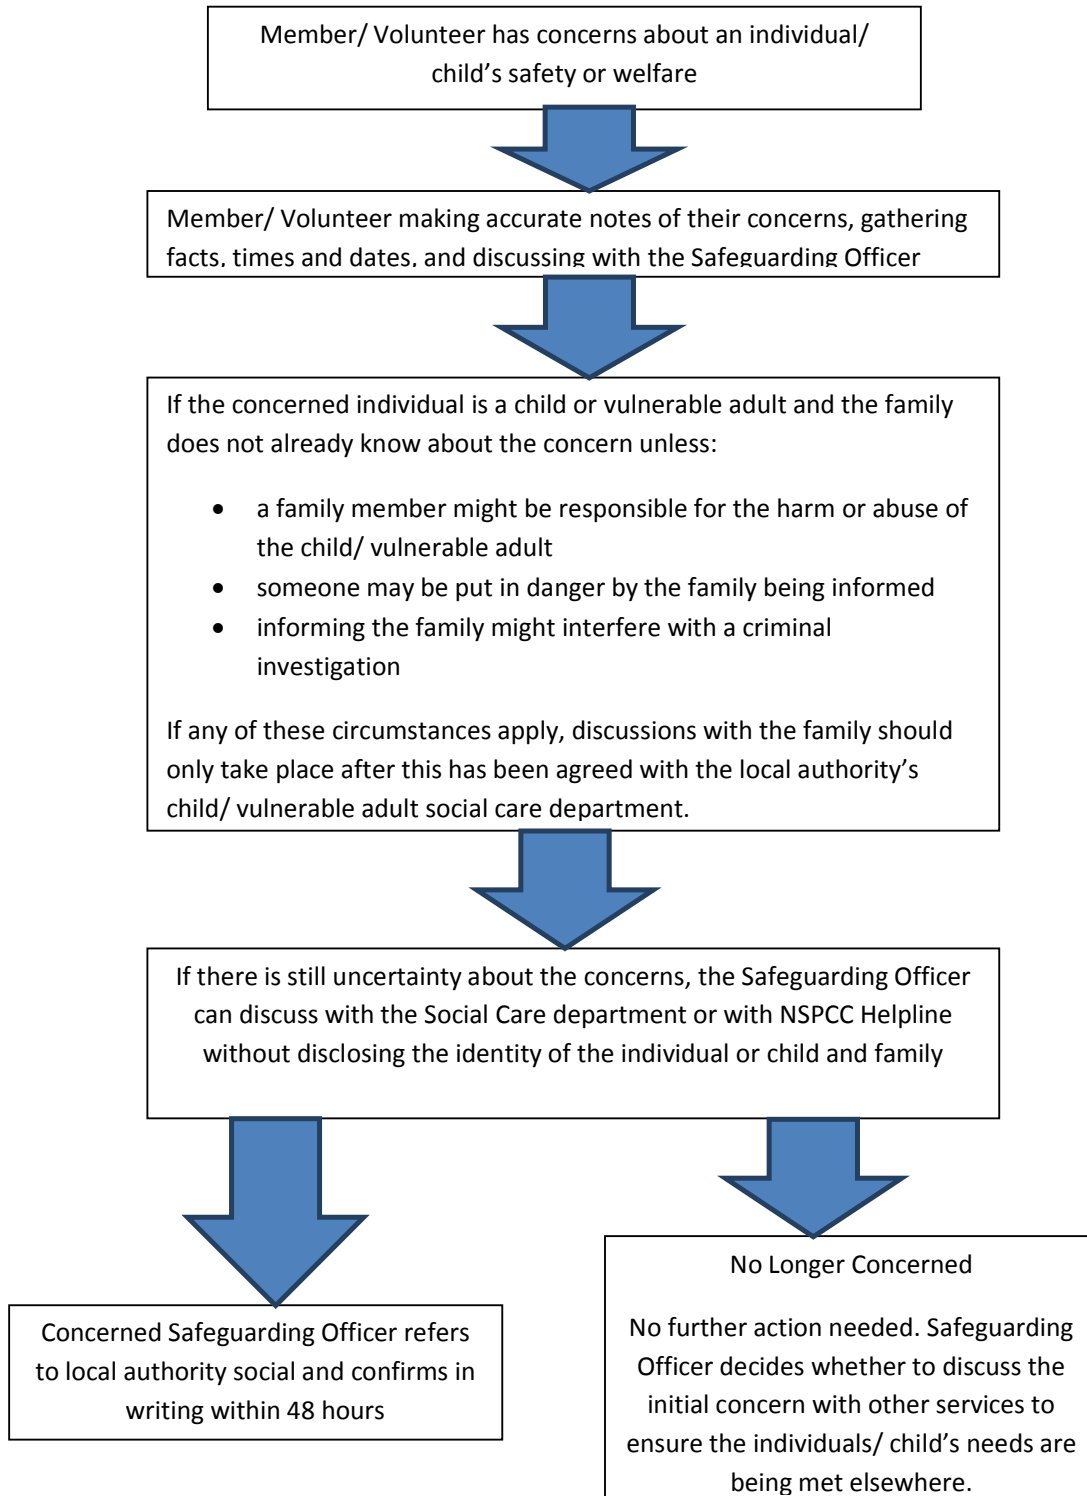 Member/ Volunteer has concerns about an individual/
child’s safety or welfare
Member/ Volunteer making accurate notes of their concerns, gathering
facts, times and dates, and discussing with the Safeguarding Officer
If the concerned individual is a child or vulnerable adult and the family
does not already know about the concern unless:
• a family member might be responsible for the harm or abuse of
the child/ vulnerable adult
• someone may be put in danger by the family being informed
• informing the family might interfere with a criminal
investigation
If any of these circumstances apply, discussions with the family should
only take place after this has been agreed with the local authority’s
child/ vulnerable adult social care department.
If there is still uncertainty about the concerns, the Safeguarding Officer
can discuss with the Social Care department or with NSPCC Helpline
without disclosing the identity of the individual or child and family
Concerned Safeguarding Officer refers
to local authority social and confirms in
writing within 48 hours
No Longer Concerned
No further action needed. Safeguarding
Officer decides whether to discuss the
initial concern with other services to
ensure the individuals/ child’s needs are
being met elsewhere.